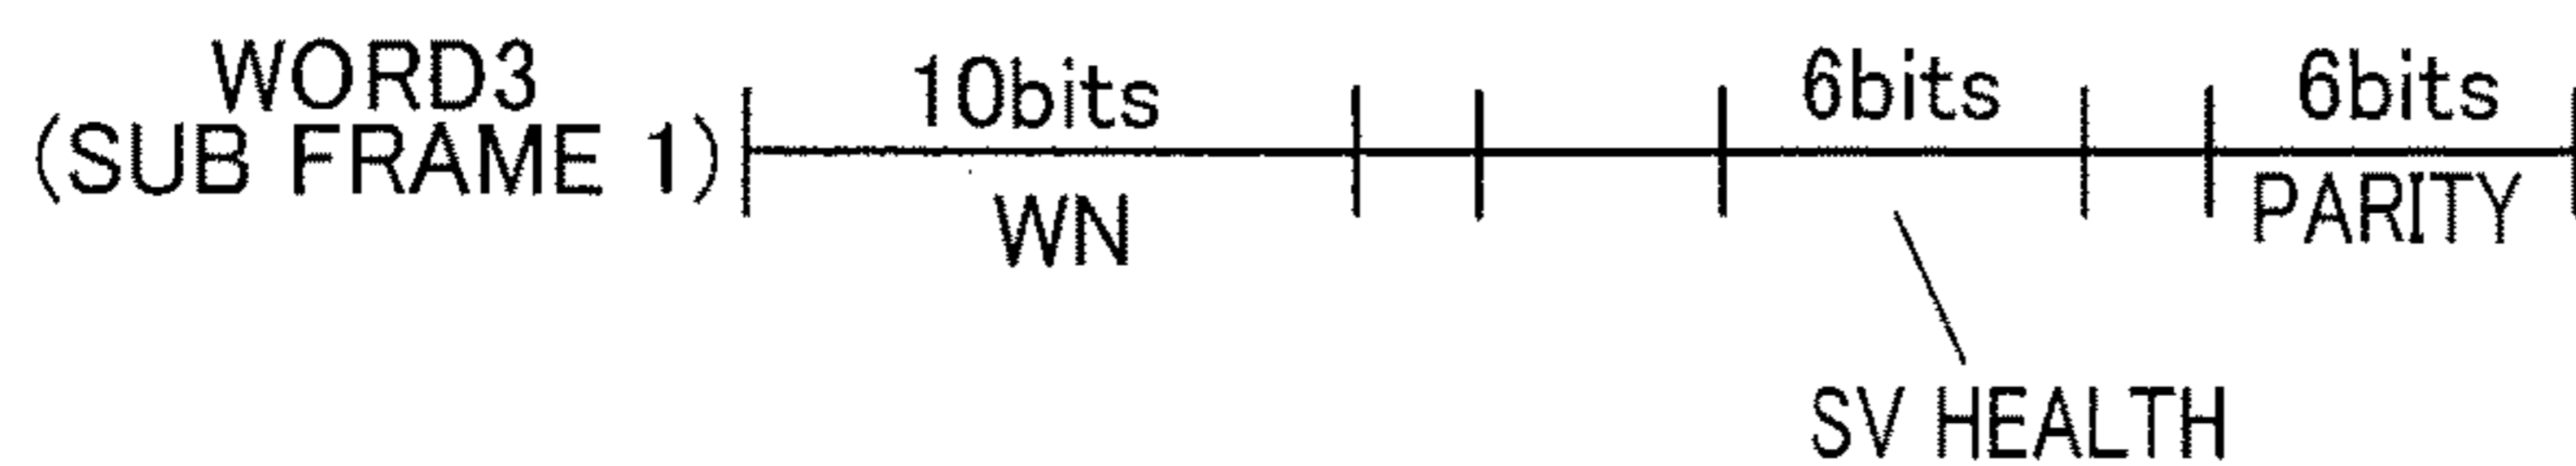 WORD3
(SUB FRAME 1)
10bits
6bits
6bits
WN
PARITY
SV HEALTH